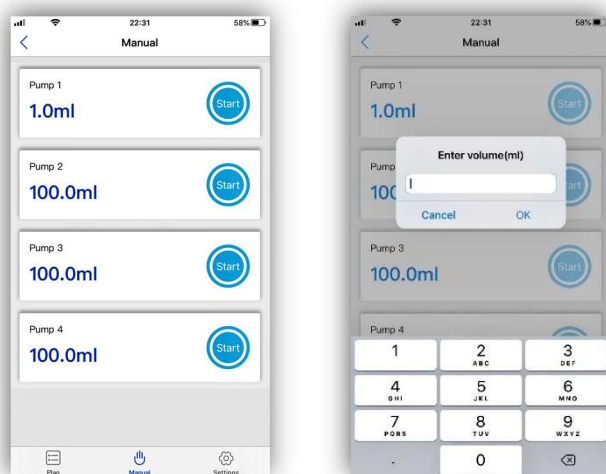 22:31
58%
Manual
Pump 1
1.0ml
Start
Pump 2
100.0ml
Start
Pump 3
100.0ml
Start
Pump 4
100.0ml
Start
Plan
Manual
Settings
22:31
58%
Manual
Pump 1
1.0ml
Start
Pump
100
art
Enter volume(ml)
Cancel OK
Pump 3
100.0ml
Start
Pump 4
1 2 3
ABC DEF
4 5 6
GHI JKL MNO
7 8 9
PQRS TUV WXYZ
. 0